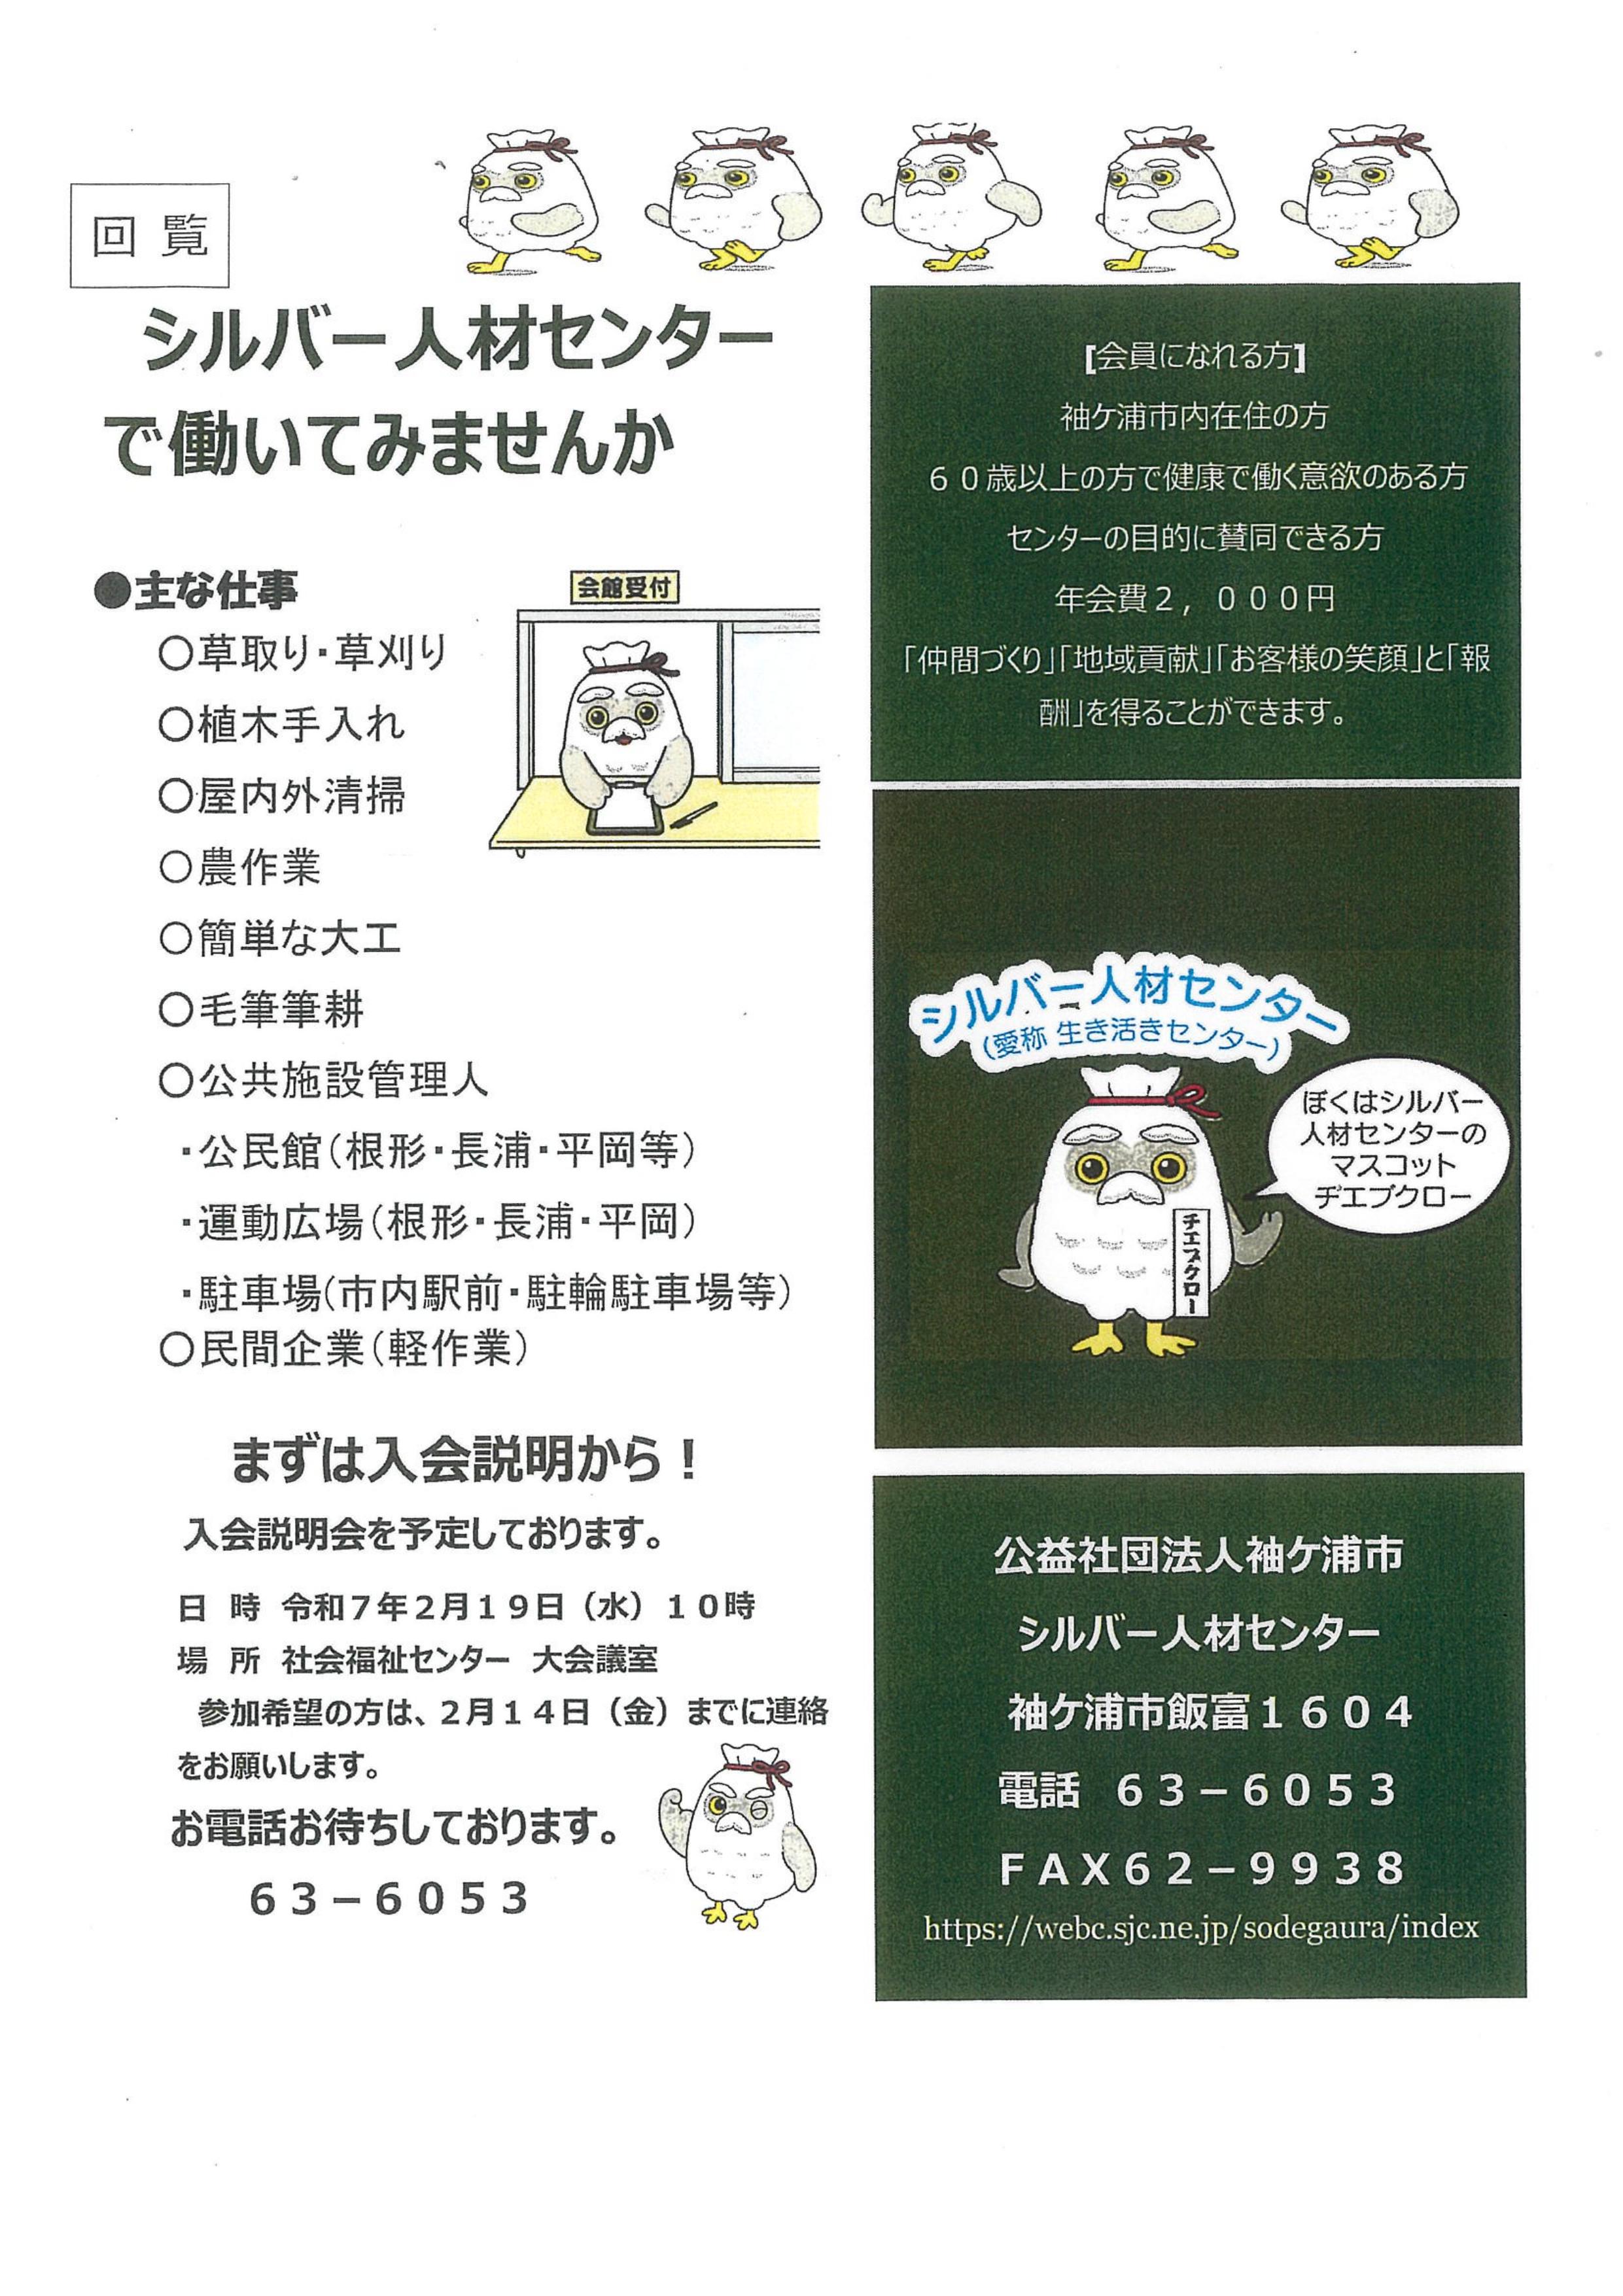 回覧
シルバー人材センター
で働いてみませんか
●主な仕事
○草取り・草刈り
○植木手入れ
○屋内外清掃
○農作業
○簡単な大工
○毛筆筆耕
○公共施設管理人
・公民館（根形・長浦・平岡等）
・運動広場（根形・長浦・平岡）
・駐車場（市内駅前・駐輪駐車場等）
○民間企業（軽作業）
会館受付
まずは入会説明から！
入会説明会を予定しております。
日　時　令和７年２月１９日（水）１０時
場　所　社会福祉センター　大会議室
参加希望の方は、２月１４日（金）までに連絡
をお願いします。
お電話お待ちしております。
６３－６０５３
[会員になれる方]
袖ケ浦市内在住の方
６０歳以上の方で健康で働く意欲のある方
センターの目的に賛同できる方
年会費２，０００円
「仲間づくり」「地域貢献」「お客様の笑顔」と「報
酬」を得ることができます。
シルバー人材センター
（愛称 生き活きセンター）
ぼくはシルバー
人材センターの
マスコット
チエブクロー
チエブクロー
公益社団法人袖ケ浦市
シルバー人材センター
袖ケ浦市飯富１６０４
電話　６３－６０５３
ＦＡＸ６２－９９３８
https://webc.sjc.ne.jp/sodegaura/index